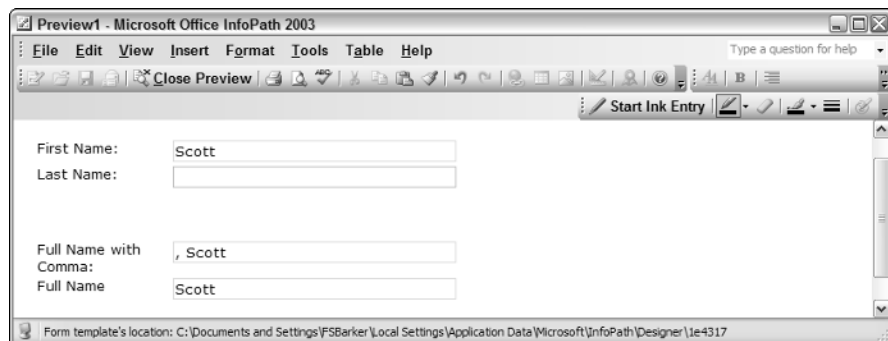 Preview1 - Microsoft Office InfoPath 2003
File Edit View Insert Format Tools Table Help
Type a question for help
Close Preview
Start Ink Entry
First Name:
Scott
Last Name:
Full Name with
Comma:
, Scott
Full Name
Scott
Form template's location: C:\Documents and Settings\FSBarker\Local Settings\Application Data\Microsoft\InfoPath\Designer\1e4317